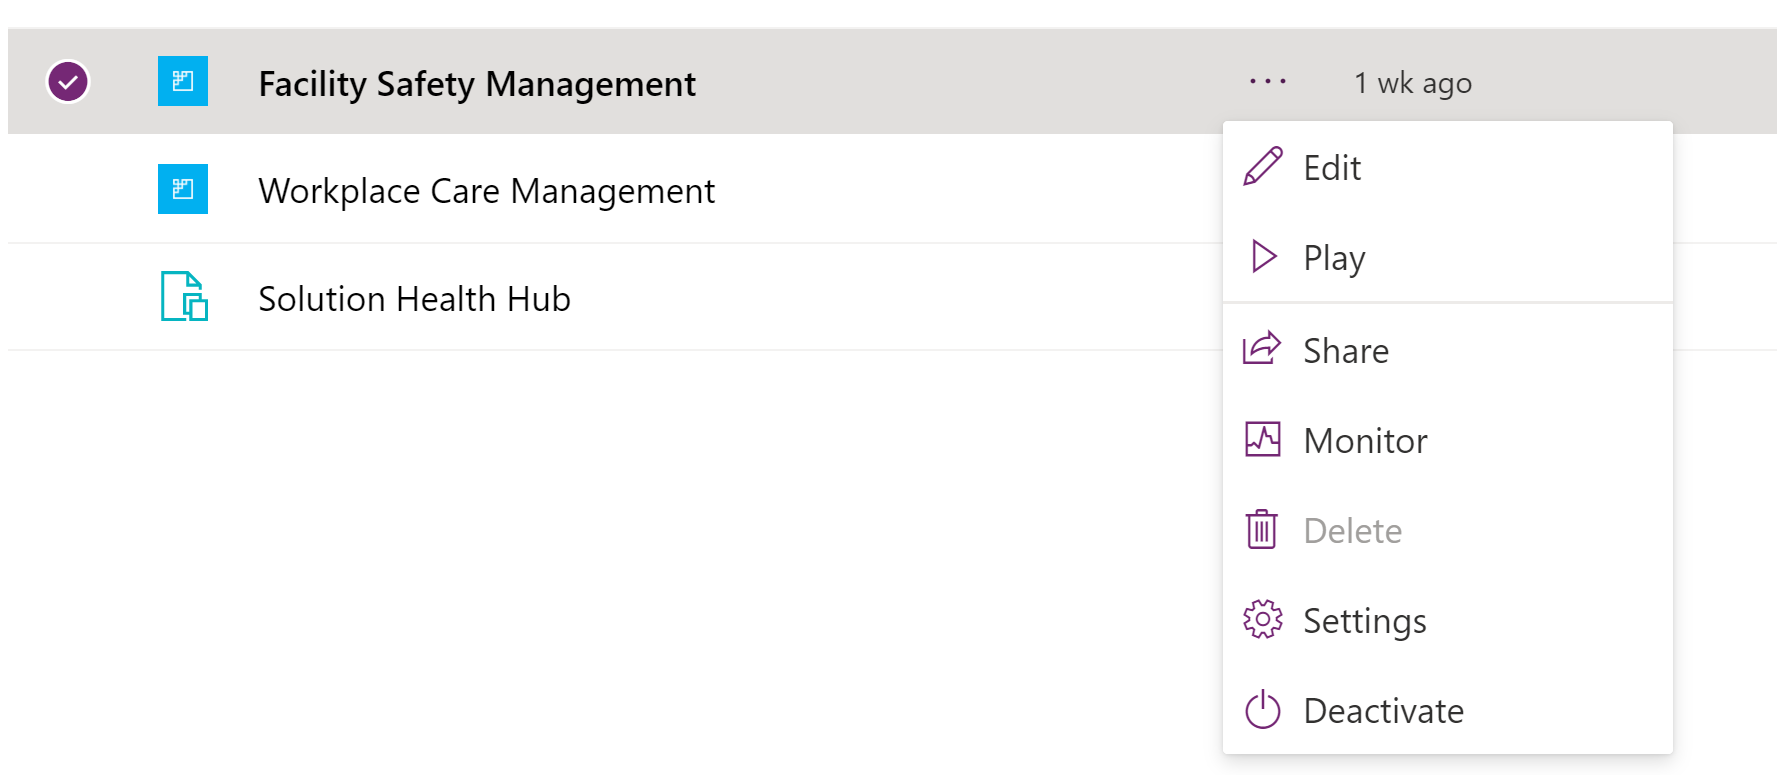 Facility Safety Management ... 1 wk ago
Workplace Care Management
Solution Health Hub
Edit
Play
Share
Monitor
Delete
Settings
Deactivate